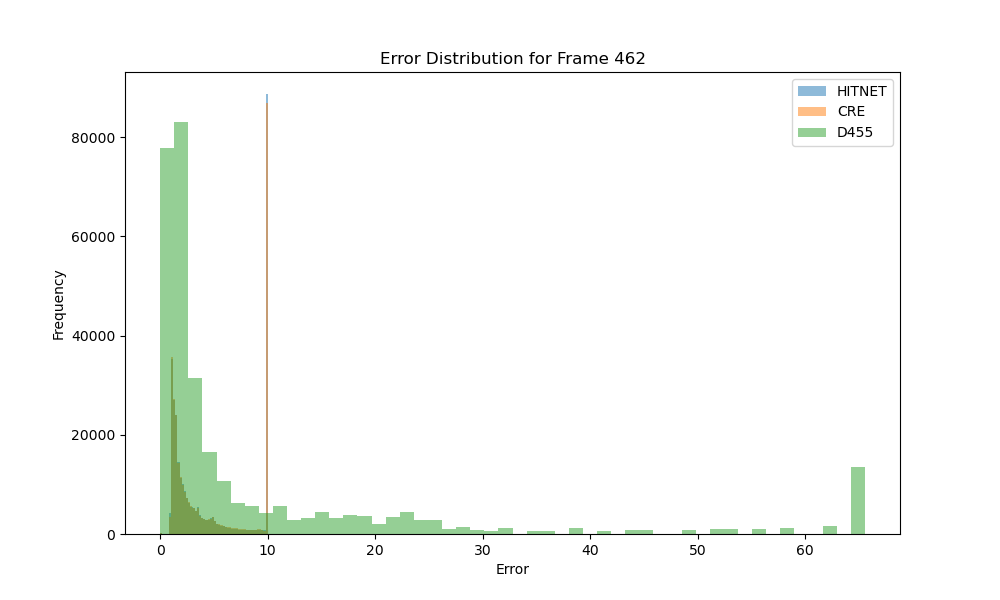 Error Distribution for Frame 462
HITNET
CRE
D455
80000
60000
40000
20000
0
Frequency
0 10 20 30 40 50 60
Error